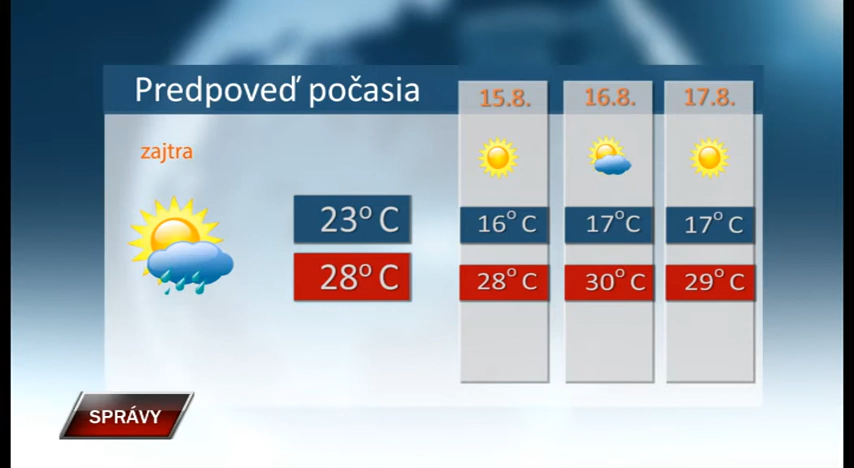 Predpoveď počasia
zajtra
23° C
28° C
15.8.
16° C
28° C
16.8.
17°C
30° C
17.8.
17° C
29° C
SPRÁVY